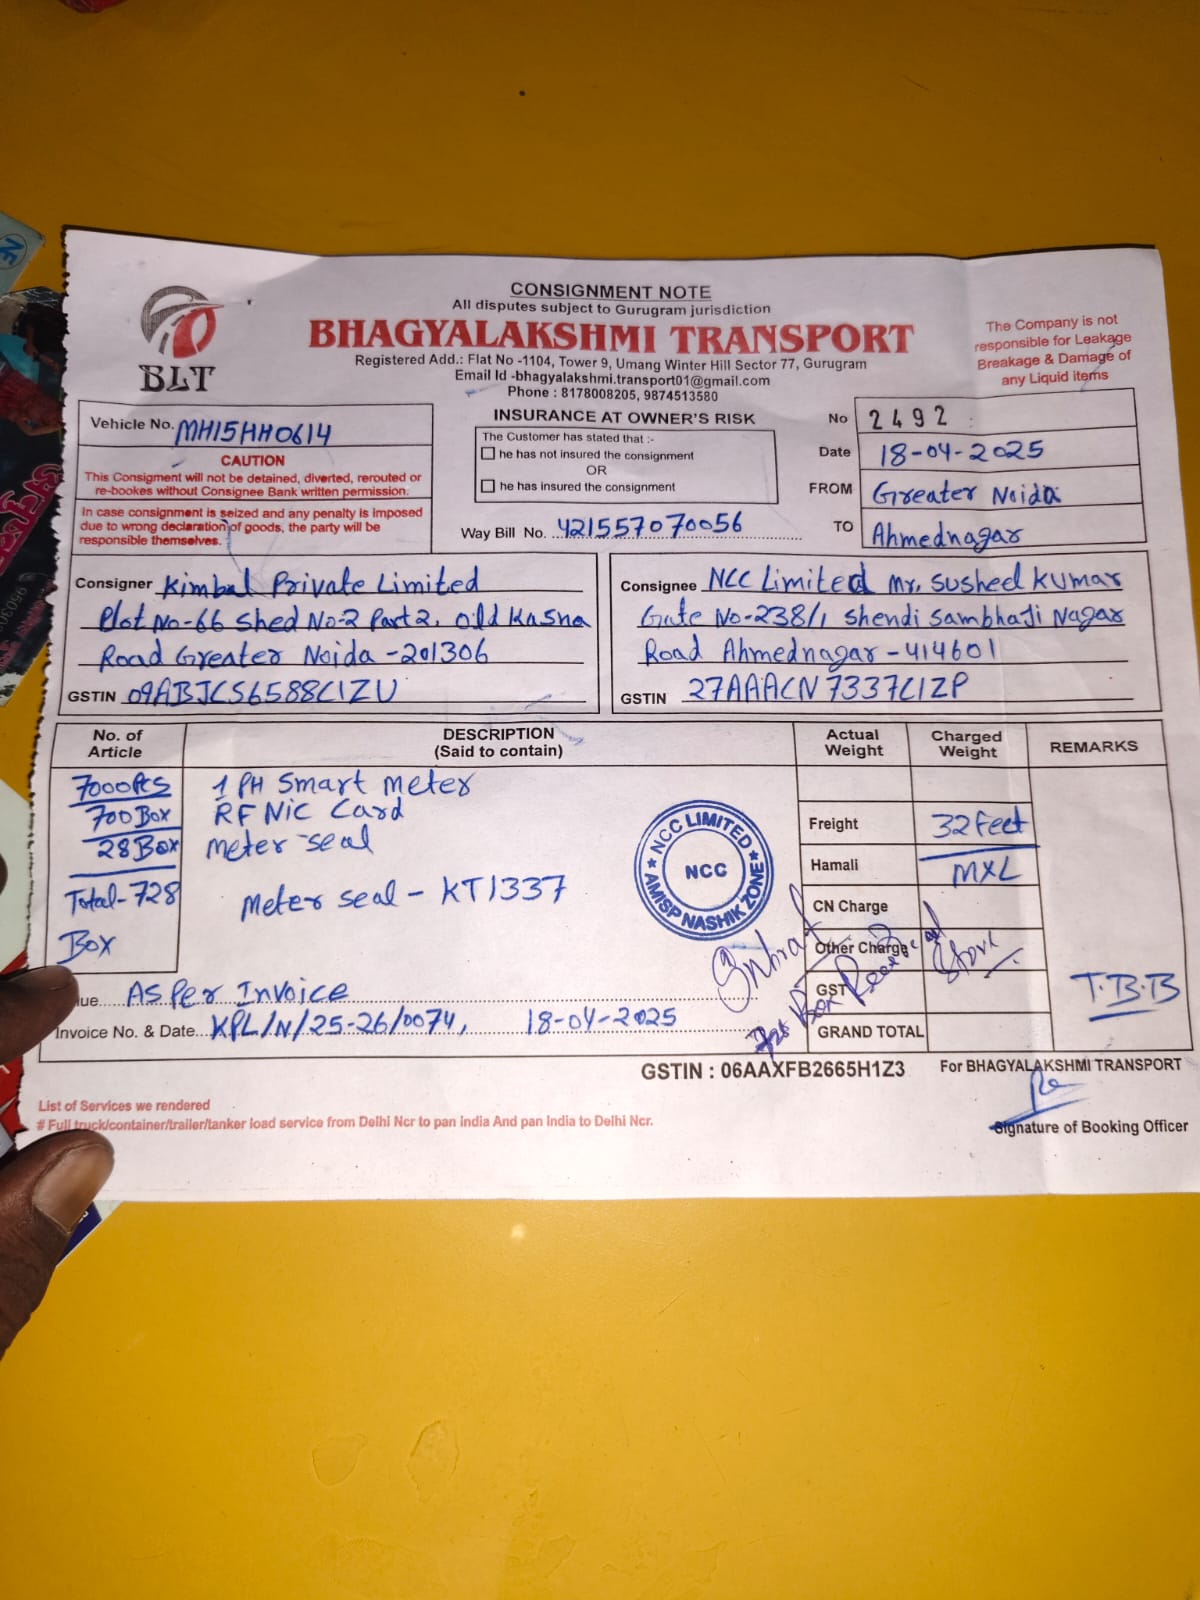 CONSIGNMENT NOTE
All disputes subject to Gurugram jurisdiction
BHAGYALAKSHMI TRANSPORT
Registered Add.: Flat No -1104, Tower 9, Umang Winter Hill Sector 77, Gurugram
Email Id -bhagyalakshmi.transport01@gmail.com
Phone : 8178008205, 9874513580
BLT
The Company is not
responsible for Leakage
Breakage & Damage of
any Liquid items
Vehicle No. MH15HH0614
CAUTION
This Consigment will not be detained, diverted, rerouted or
re-bookes without Consignee Bank written permission.
In case consignment is seized and any penalty is imposed
due to wrong declaration of goods, the party will be
responsible themselves.
INSURANCE AT OWNER'S RISK
The Customer has stated that :-
he has not insured the consignment
OR
he has insured the consignment
Way Bill No. 421557070056
No 2492
Date 18-04-2025
FROM Greater Noida
TO Ahmednagar
Consigner Kimbal Private Limited
Plot No-66 Shed No-2 Part 2, old Kasna
Road Greater Noida -201306
GSTIN 09ABJCS6588C1ZU
Consignee NCC Limited Mr. Susheel Kumar
Gate No-238/1 Shendi SambhaJi Nagar
Road Ahmednagar - 414601
GSTIN 27AAACN7337C1ZP
No. of Article DESCRIPTION (Said to contain) Actual Weight Charged Weight REMARKS
7000Pcs 1 PH Smart meter
700 Box RF Nic Card
28 Box meter seal
Total-728 Meter seal - KT1337
Box
NCC LIMITED
NCC
AMISP NASHIK ZONE
Freight 32 Feet
Hamali MXL
CN Charge
Other Charge
GST
GRAND TOTAL
728 Box Received
Store
T.B.B
ue As Per Invoice
Invoice No. & Date KPL/N/25-26/0074, 18-04-2025
GSTIN : 06AAXFB2665H1Z3
For BHAGYALAKSHMI TRANSPORT
List of Services we rendered
# Full truck/container/trailer/tanker load service from Delhi Ncr to pan india And pan India to Delhi Ncr.
Signature of Booking Officer